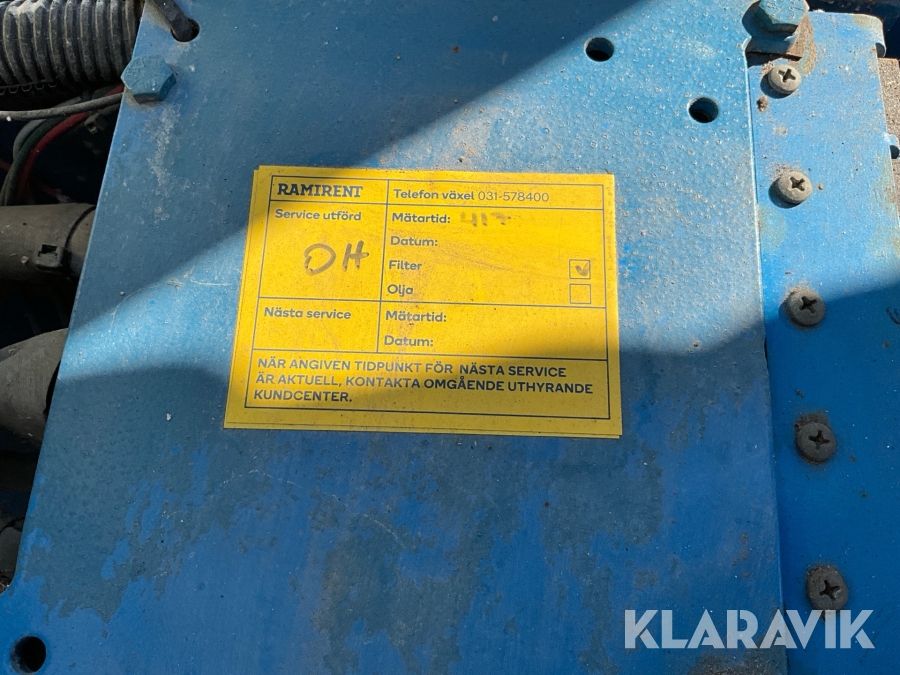 RAMIRENT Telefon växel 031-578400
Service utförd Mätartid: 417
Datum:
OH Filter
Olja
Nästa service Mätartid:
Datum:
NÄR ANGIVEN TIDPUNKT FÖR NÄSTA SERVICE
ÄR AKTUELL, KONTAKTA OMGÅENDE UTHYRANDE
KUNDCENTER.
KLARAVIK